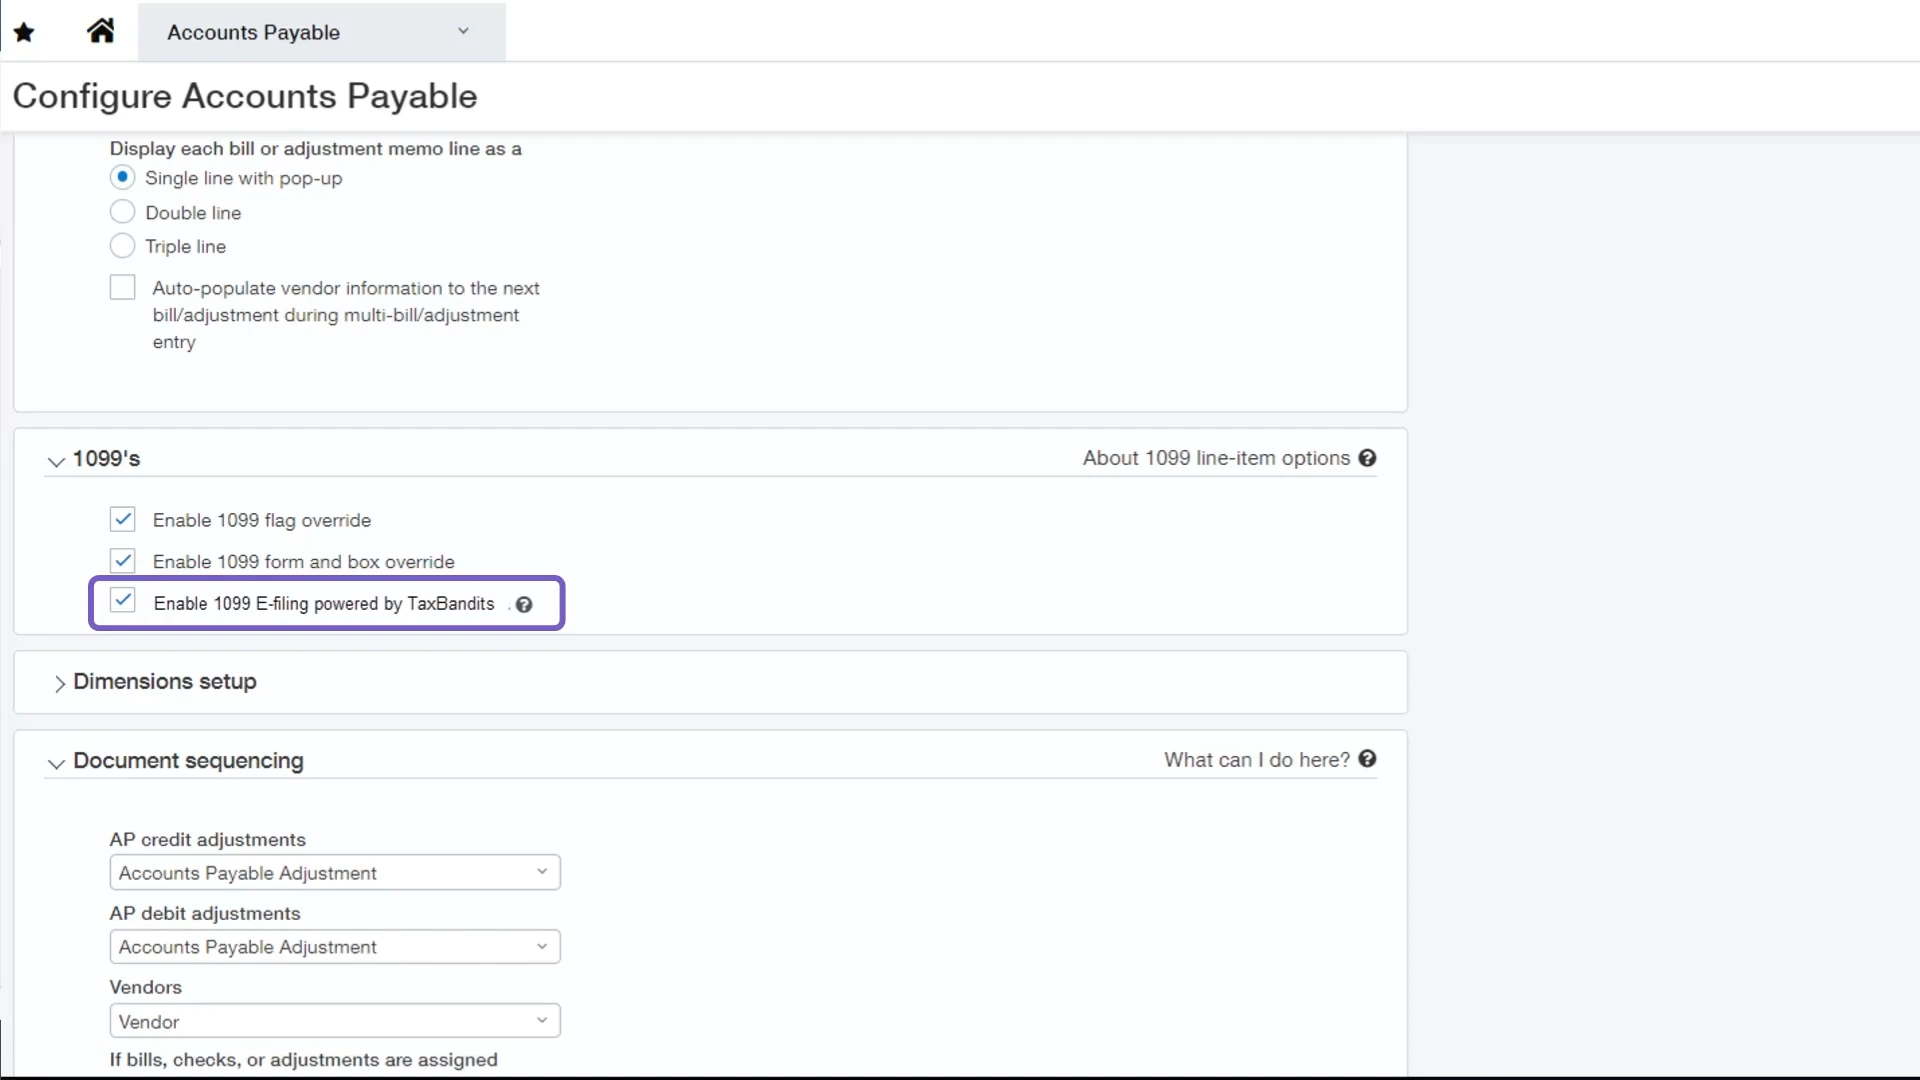 Accounts Payable
Configure Accounts Payable
Display each bill or adjustment memo line as a
Single line with pop-up
Double line
Triple line
Auto-populate vendor information to the next
bill/adjustment during multi-bill/adjustment
entry
1099's
About 1099 line-item options
Enable 1099 flag override
Enable 1099 form and box override
Enable 1099 E-filing powered by TaxBandits
Dimensions setup
Document sequencing
What can I do here?
AP credit adjustments
Accounts Payable Adjustment
AP debit adjustments
Accounts Payable Adjustment
Vendors
Vendor
If bills, checks, or adjustments are assigned